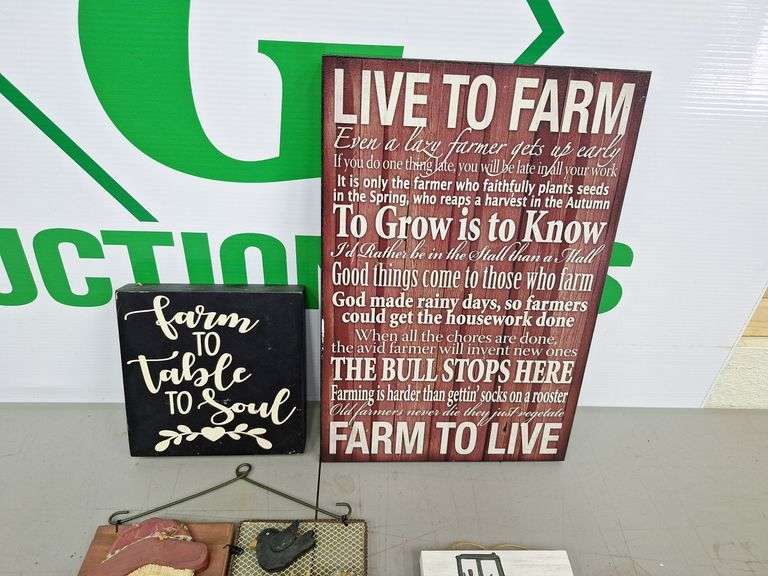 G
UCTION
S
farm
TO
table
TO Soul
LIVE TO FARM
Even a lazy farmer gets up early
If you do one thing late, you will be late in all your work
It is only the farmer who faithfully plants seeds
in the Spring, who reaps a harvest in the Autumn
To Grow is to Know
I'd Rather be in the Stall than a Mall
Good things come to those who farm
God made rainy days, so farmers
could get the housework done
When all the chores are done,
the avid farmer will invent new ones
THE BULL STOPS HERE
Farming is harder than gettin' socks on a rooster
Old farmers never die they just vegetate
FARM TO LIVE